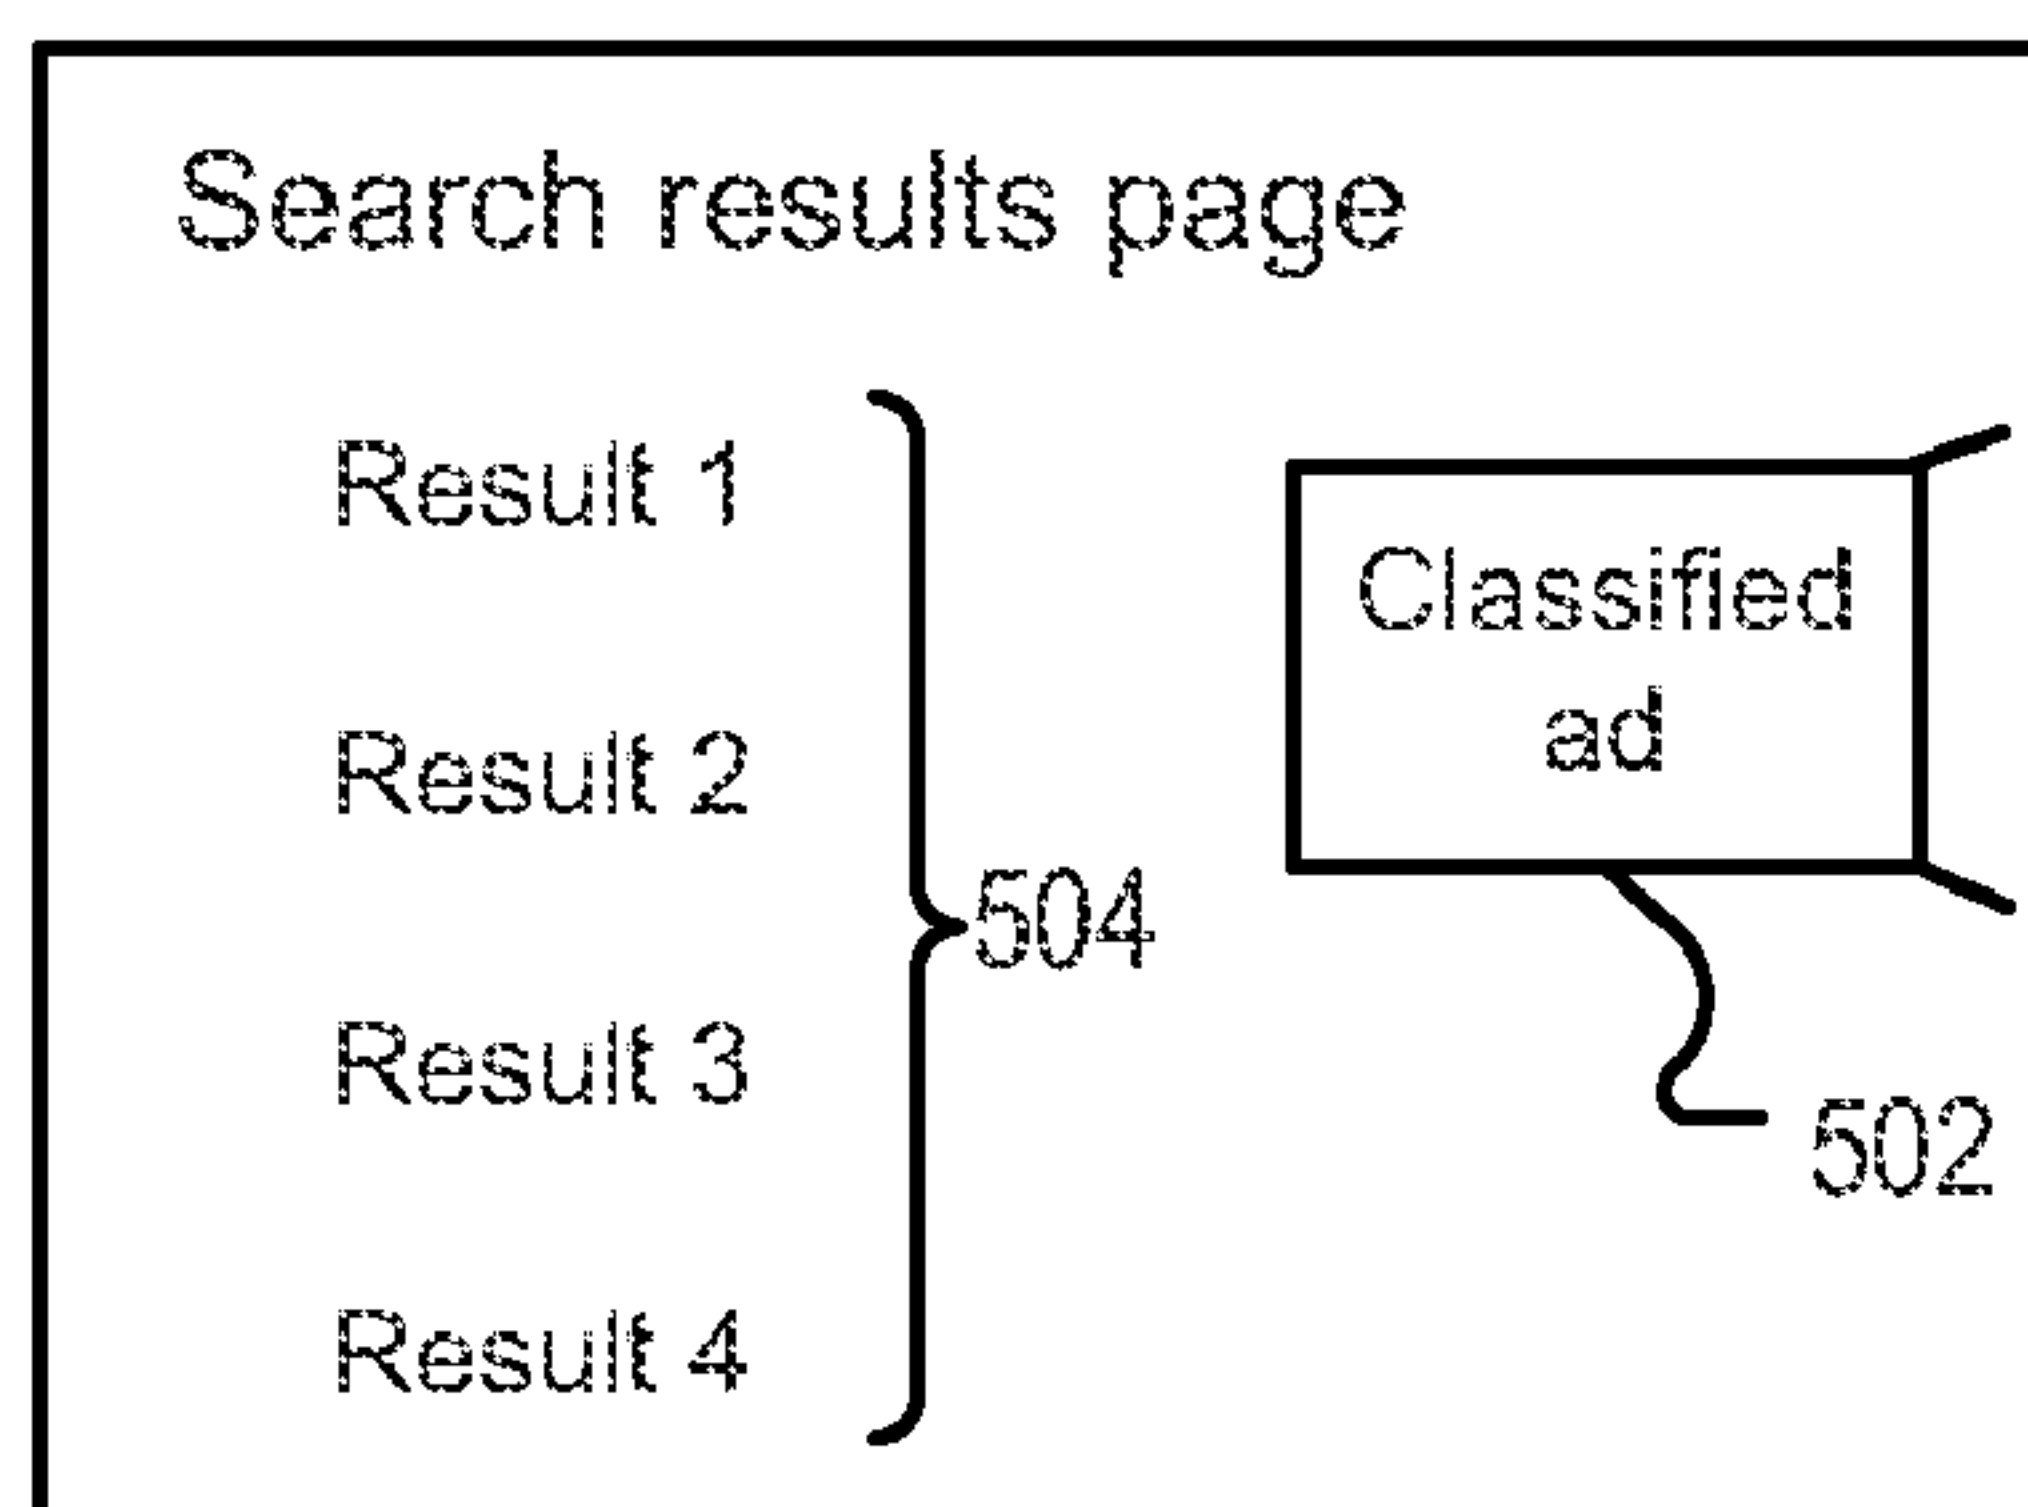 Search results page
Result 1
Result 2
Result 3
Result 4
504
Classified
ad
502